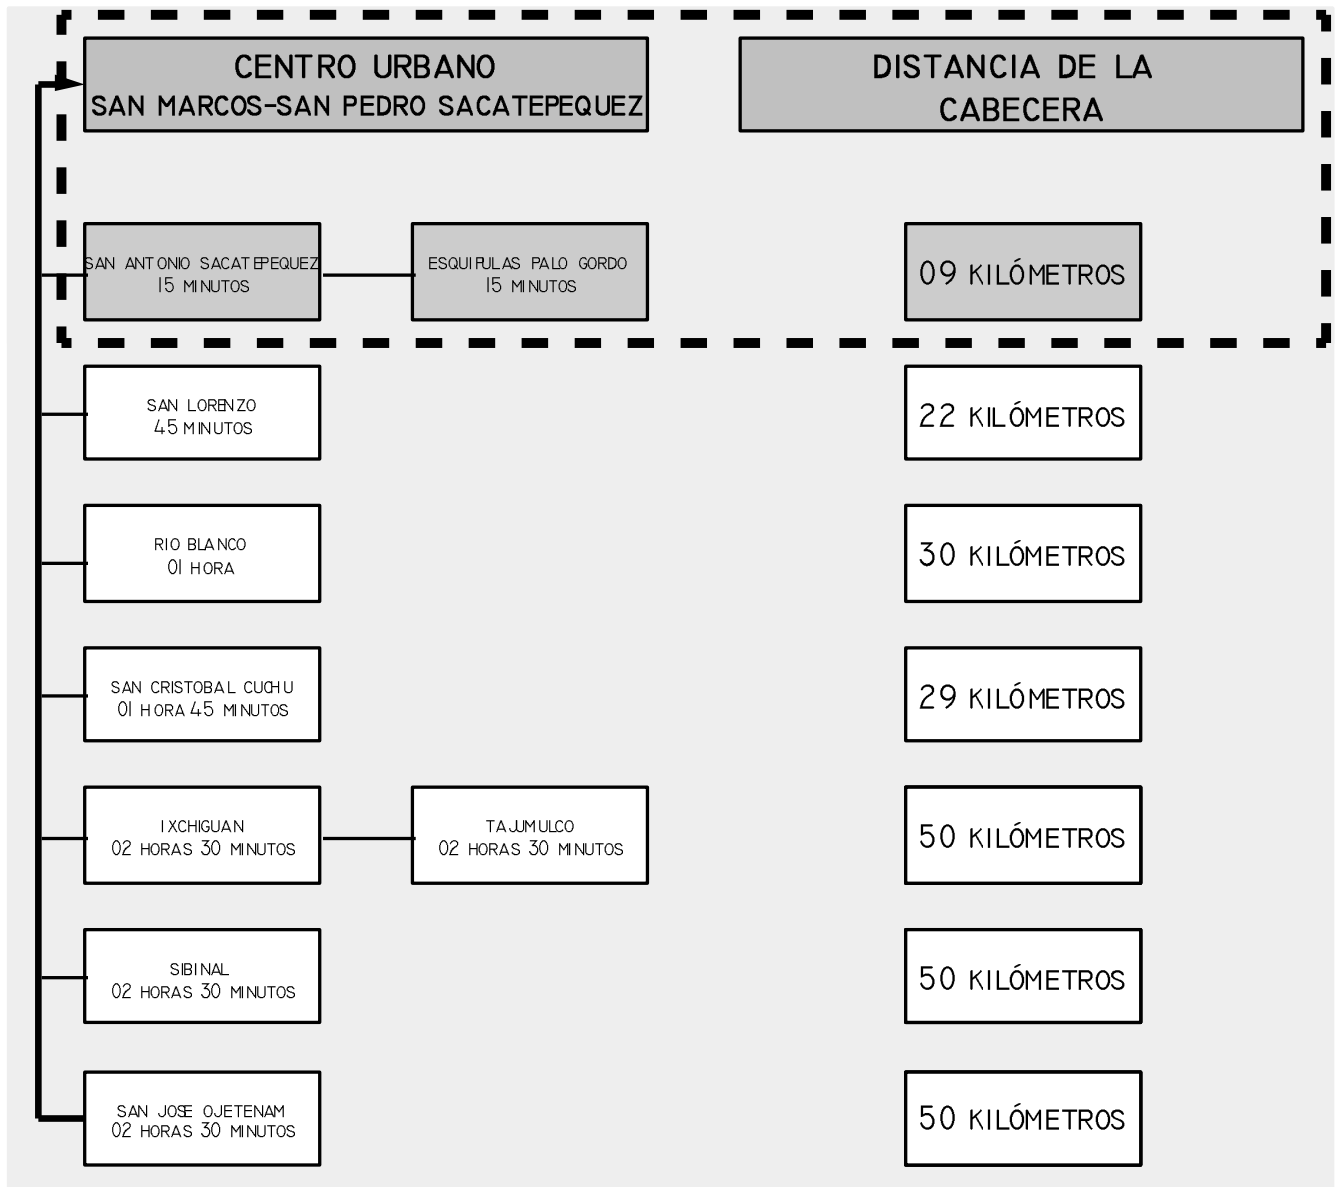 CENTRO URBANO
SAN MARCOS-SAN PEDRO SACATEPEQUEZ
DISTANCIA DE LA
CABECERA
SAN ANTONIO SACATEPEQUEZ
15 MINUTOS
ESQUIPULAS PALO GORDO
15 MINUTOS
09 KILÓMETROS
SAN LORENZO
45 MINUTOS
22 KILÓMETROS
RIO BLANCO
01 HORA
30 KILÓMETROS
SAN CRISTOBAL CUCHU
01 HORA 45 MINUTOS
29 KILÓMETROS
IXCHIGUAN
02 HORAS 30 MINUTOS
TAJUMULCO
02 HORAS 30 MINUTOS
50 KILÓMETROS
SIBINAL
02 HORAS 30 MINUTOS
50 KILÓMETROS
SAN JOSE OJETENAM
02 HORAS 30 MINUTOS
50 KILÓMETROS